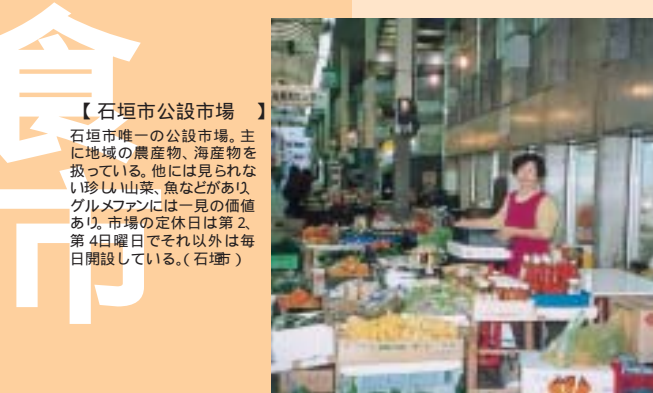 食市
【石垣市公設市場　】
石垣市唯一の公設市場。主
に地域の農産物、海産物を
扱っている。他には見られな
い珍しい山菜、魚などがあり、
グルメファンには一見の価値
あり。市場の定休日は第2、
第4日曜日でそれ以外は毎
日開設している。(石垣市)